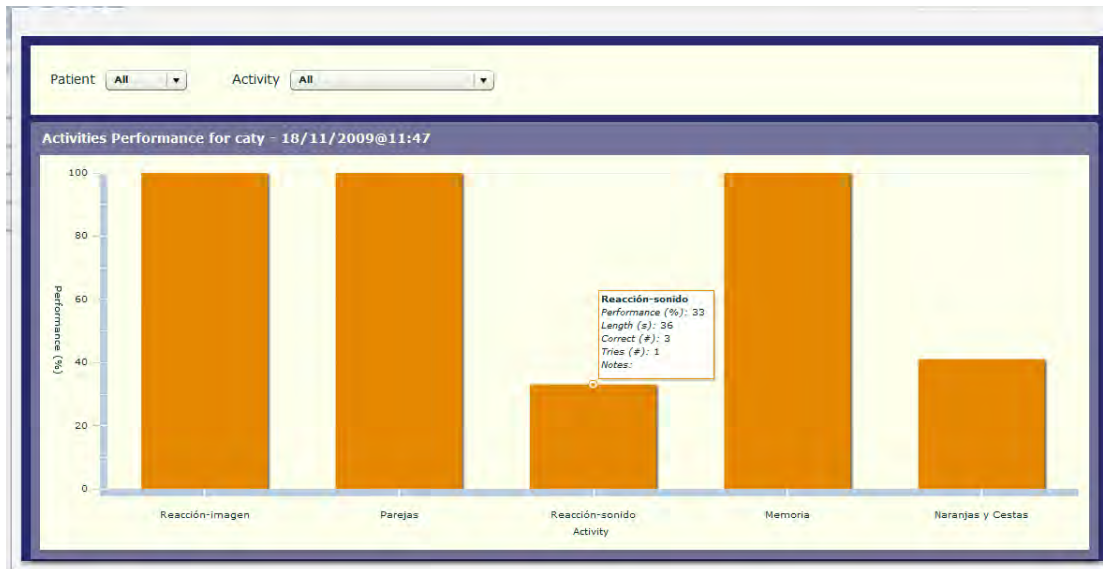 Patient All Activity All
Activities Performance for caty - 18/11/2009@11:47
100
80
60
40
20
0
Performance (%)
Reacción-sonido
Performance (%): 33
Length (s): 36
Correct (#): 3
Tries (#): 1
Notes:
Reacción-imagen Parejas Reacción-sonido Memoria Naranjas y Cestas
Activity